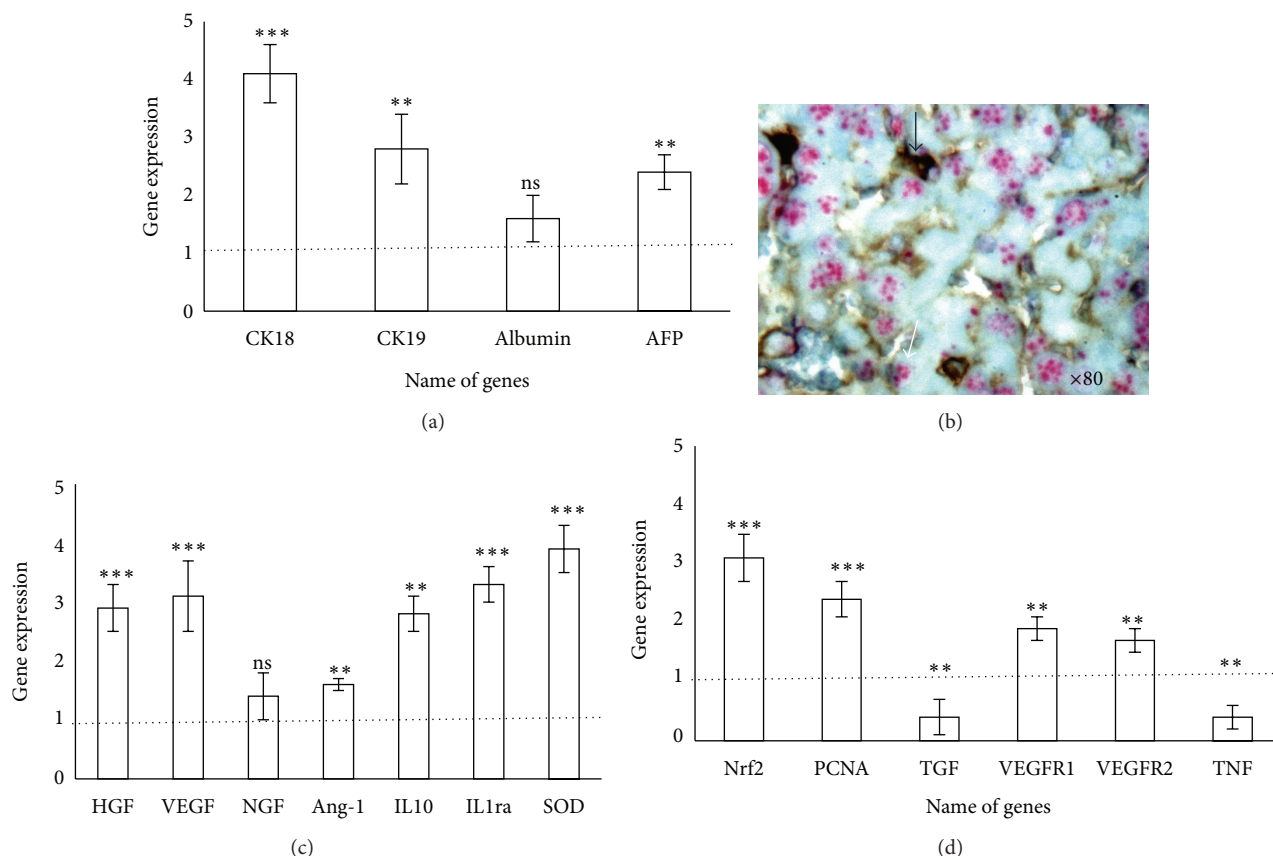 Gene expression
5
4
3
2
1
0
***
**
ns
**
CK18 CK19 Albumin AFP
Name of genes
(a)
×80
(b)
Gene expression
5
4
3
2
1
0
***
***
ns
**
**
***
***
HGF VEGF NGF Ang-1 IL10 IL1ra SOD
(c)
Gene expression
5
4
3
2
1
0
***
***
**
**
**
**
Nrf2 PCNA TGF VEGFR1 VEGFR2 TNF
Name of genes
(d)